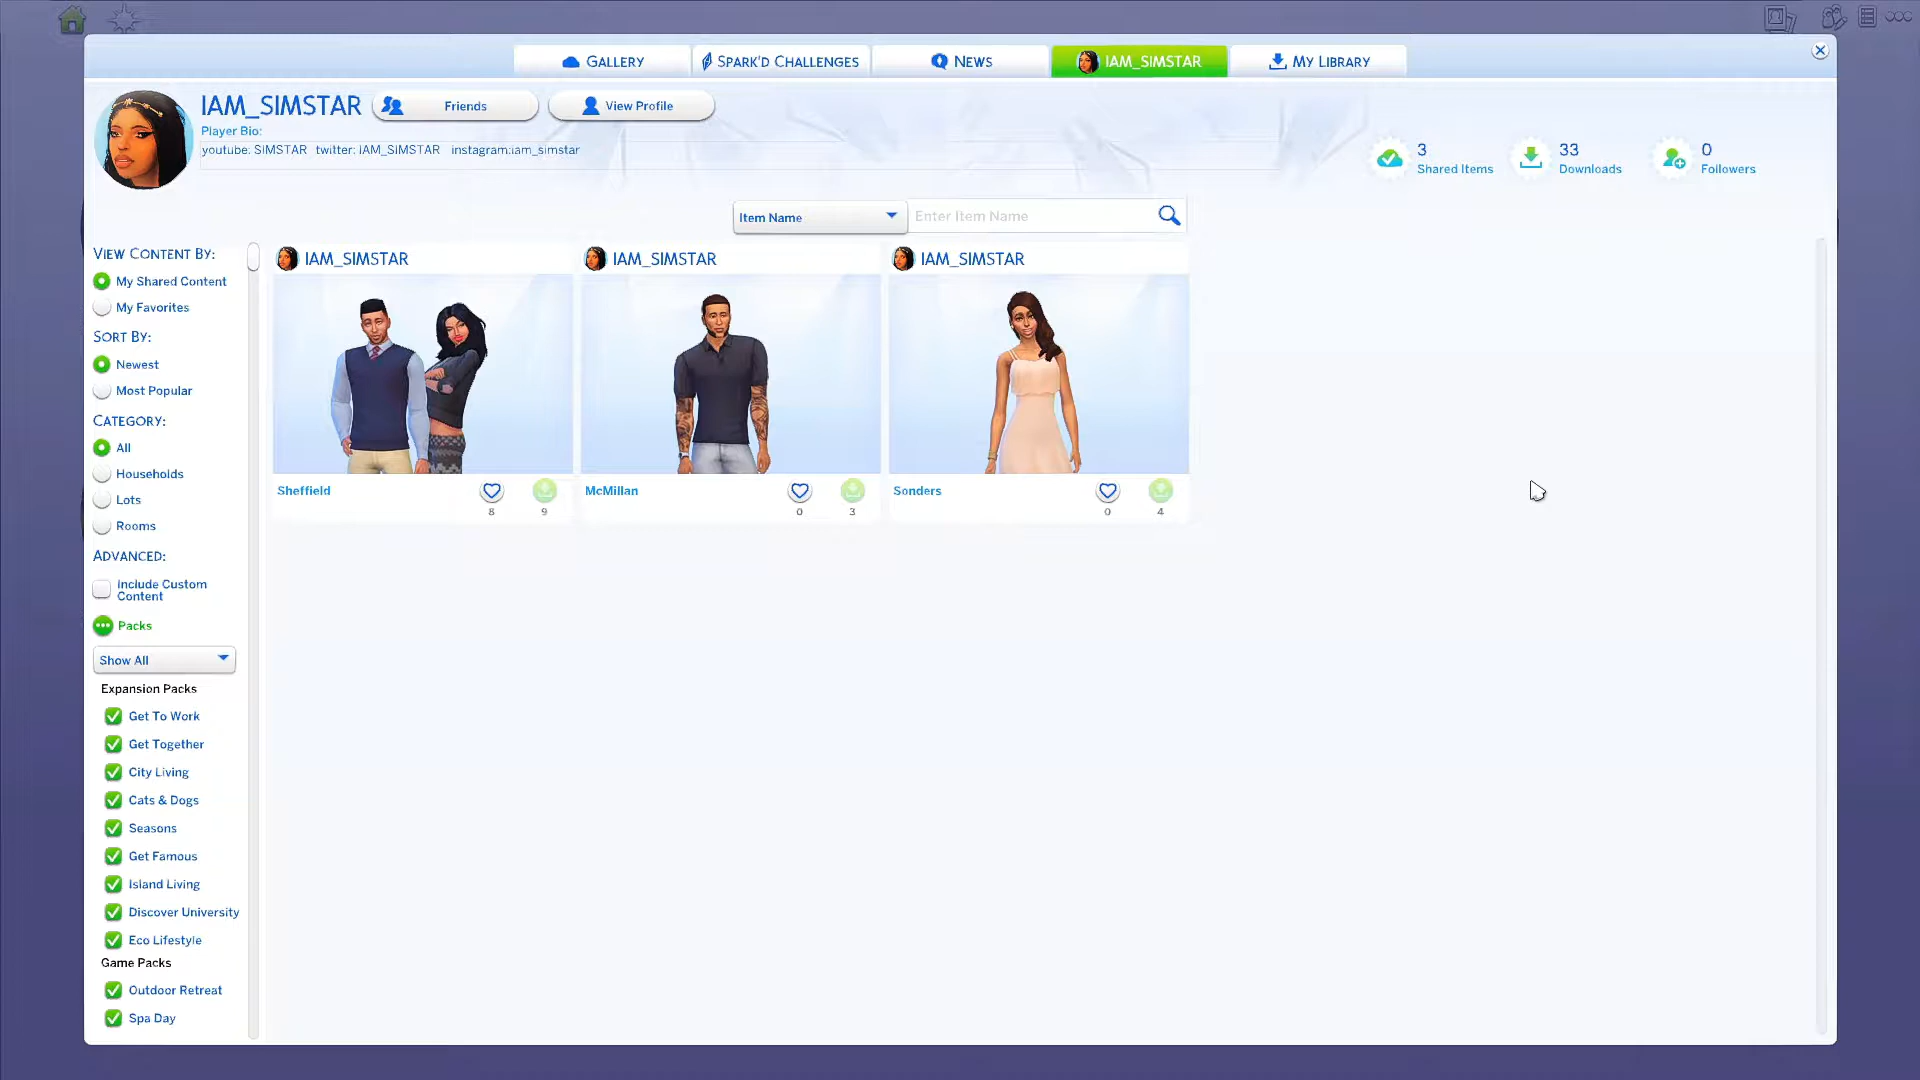 GALLERY
SPARK'D CHALLENGES
NEWS
IAM_SIMSTAR
MY LIBRARY
IAM_SIMSTAR
Friends
View Profile
Player Bio:
youtube: SIMSTAR twitter: IAM_SIMSTAR instagram:iam_simstar
3
Shared Items
33
Downloads
0
Followers
Item Name
Enter Item Name
VIEW CONTENT BY:
My Shared Content
My Favorites
SORT BY:
Newest
Most Popular
CATEGORY:
All
Households
Lots
Rooms
ADVANCED:
Include Custom
Content
Packs
Show All
Expansion Packs
Get To Work
Get Together
City Living
Cats & Dogs
Seasons
Get Famous
Island Living
Discover University
Eco Lifestyle
Game Packs
Outdoor Retreat
Spa Day
IAM_SIMSTAR
Sheffield
8
9
IAM_SIMSTAR
McMillan
0
3
IAM_SIMSTAR
Sonders
0
4